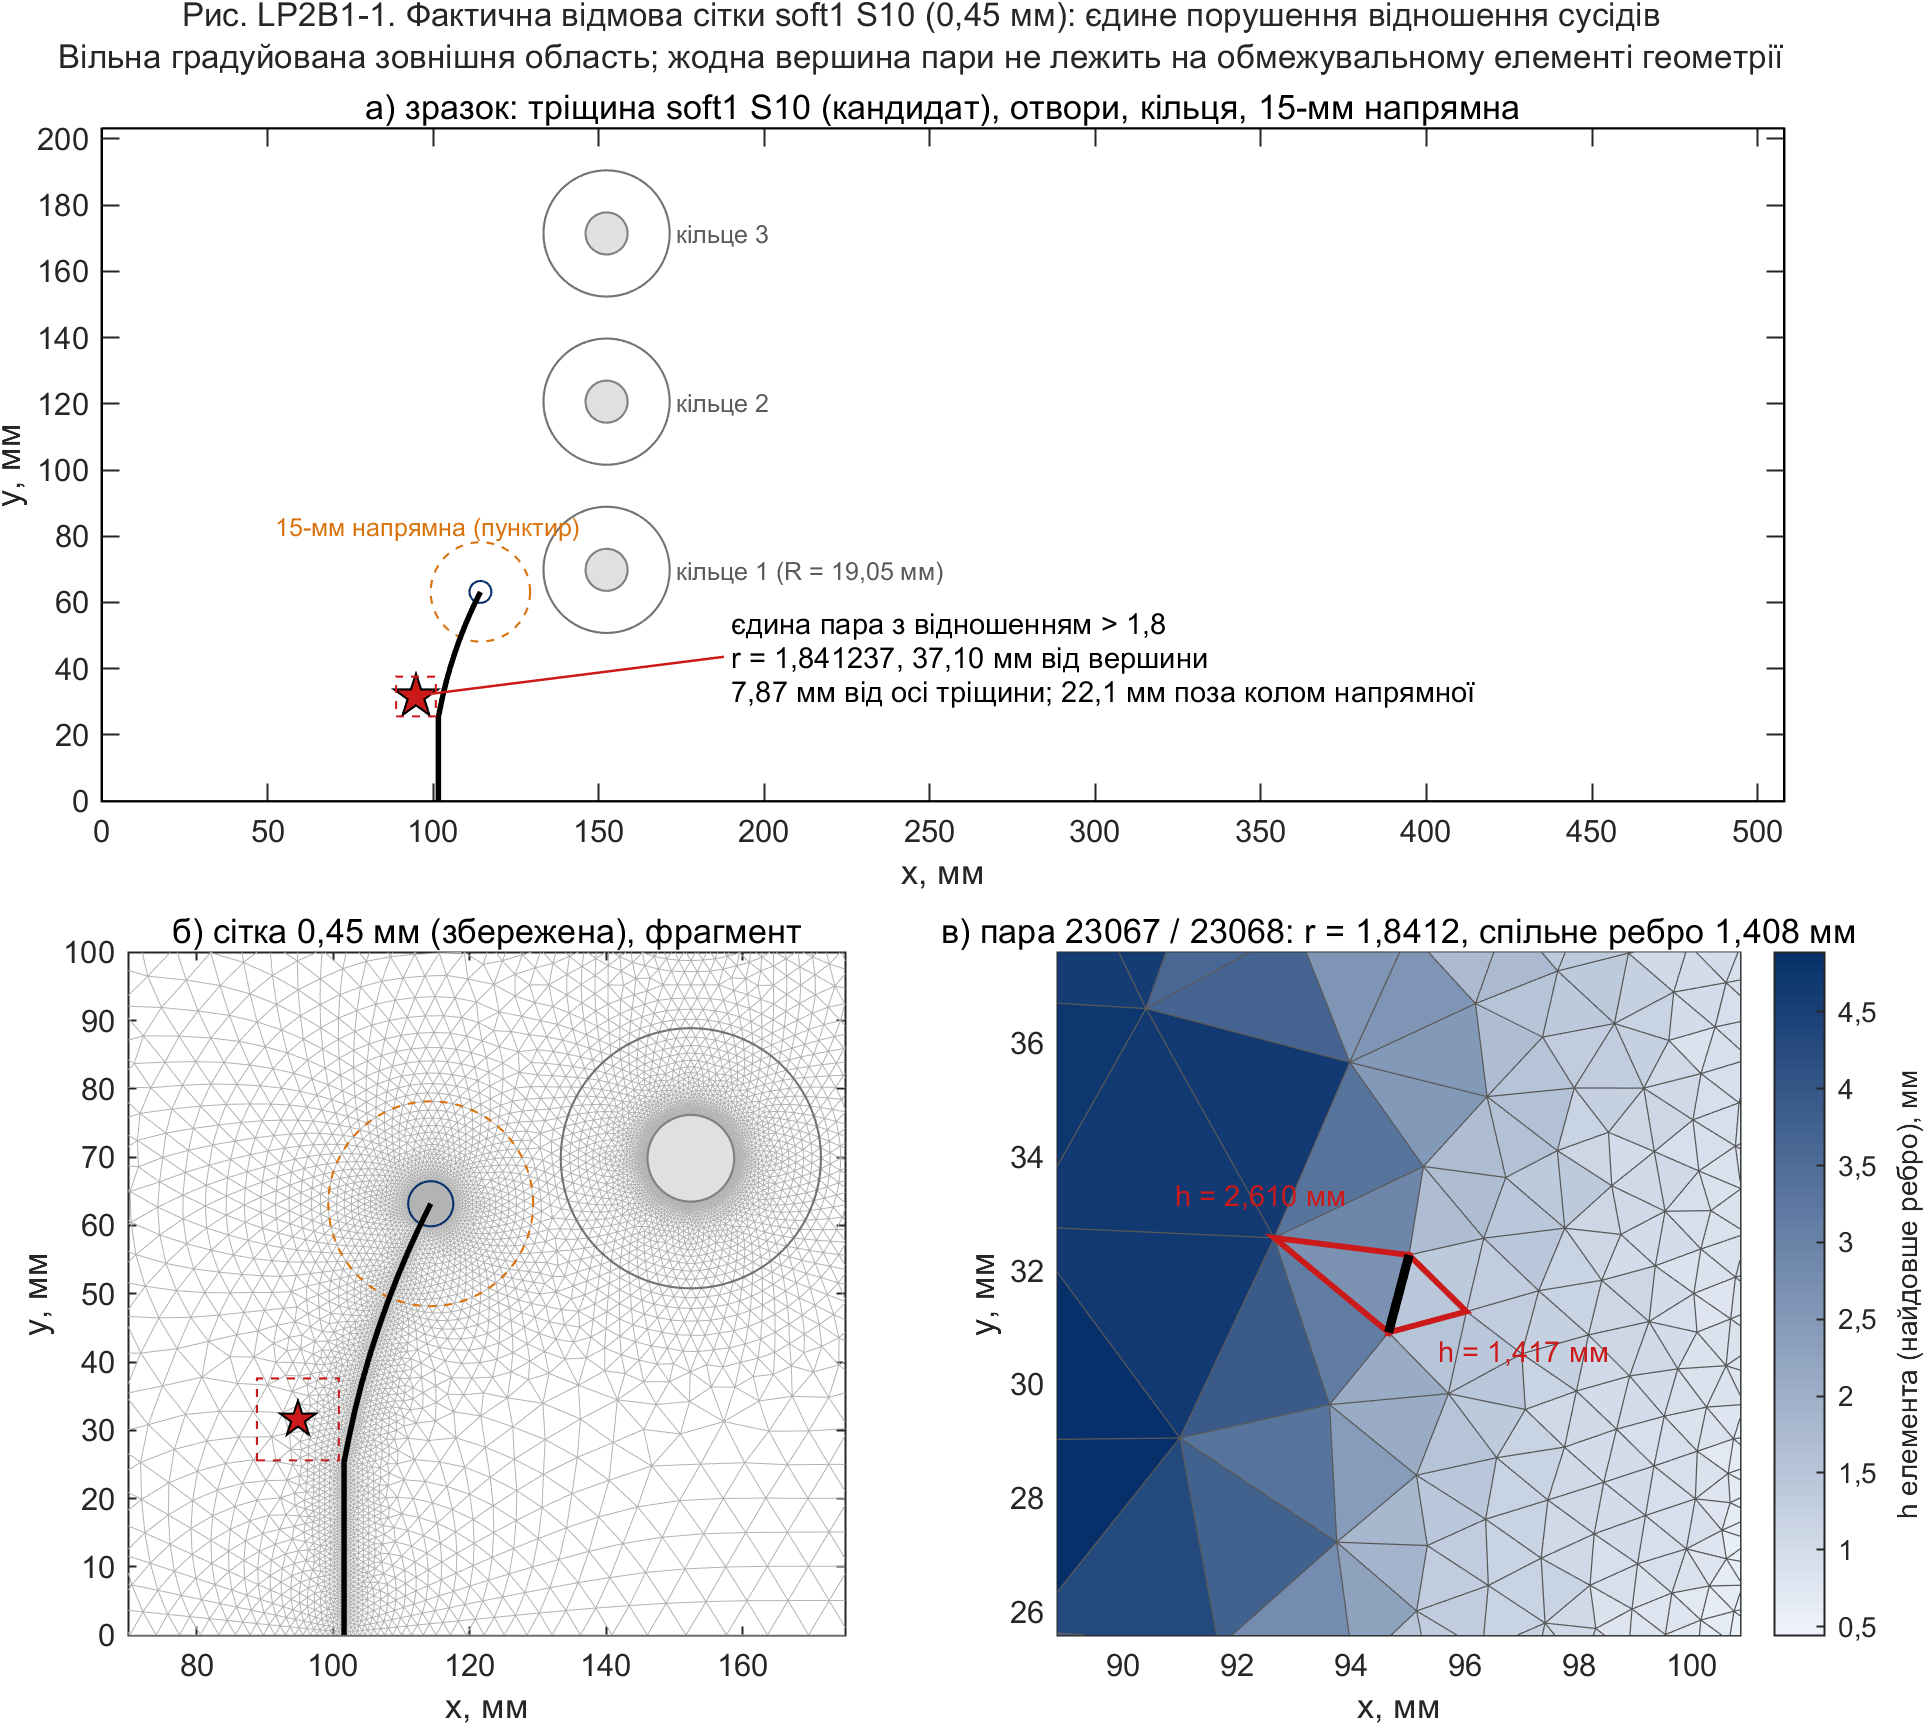 Рис. LP2B1-1. Фактична відмова сітки soft1 S10 (0,45 мм): єдине порушення відношення сусідів
Вільна градуйована зовнішня область; жодна вершина пари не лежить на обмежувальному елементі геометрії
а) зразок: тріщина soft1 S10 (кандидат), отвори, кільця, 15-мм напрямна
200
180
160
140
120
100
80
60
40
20
0
y, мм
кільце 3
кільце 2
15-мм напрямна (пунктир)
кільце 1 (R = 19,05 мм)
єдина пара з відношенням > 1,8
r = 1,841237, 37,10 мм від вершини
7,87 мм від осі тріщини; 22,1 мм поза колом напрямної
0 50 100 150 200 250 300 350 400 450 500
x, мм
б) сітка 0,45 мм (збережена), фрагмент
100
90
80
70
60
50
40
30
20
10
0
y, мм
80 100 120 140 160
x, мм
в) пара 23067 / 23068: r = 1,8412, спільне ребро 1,408 мм
36
34
32
30
28
26
y, мм
h = 2,610 мм
h = 1,417 мм
90 92 94 96 98 100
x, мм
4,5
4
3,5
3
2,5
2
1,5
1
0,5
h елемента (найдовше ребро), мм